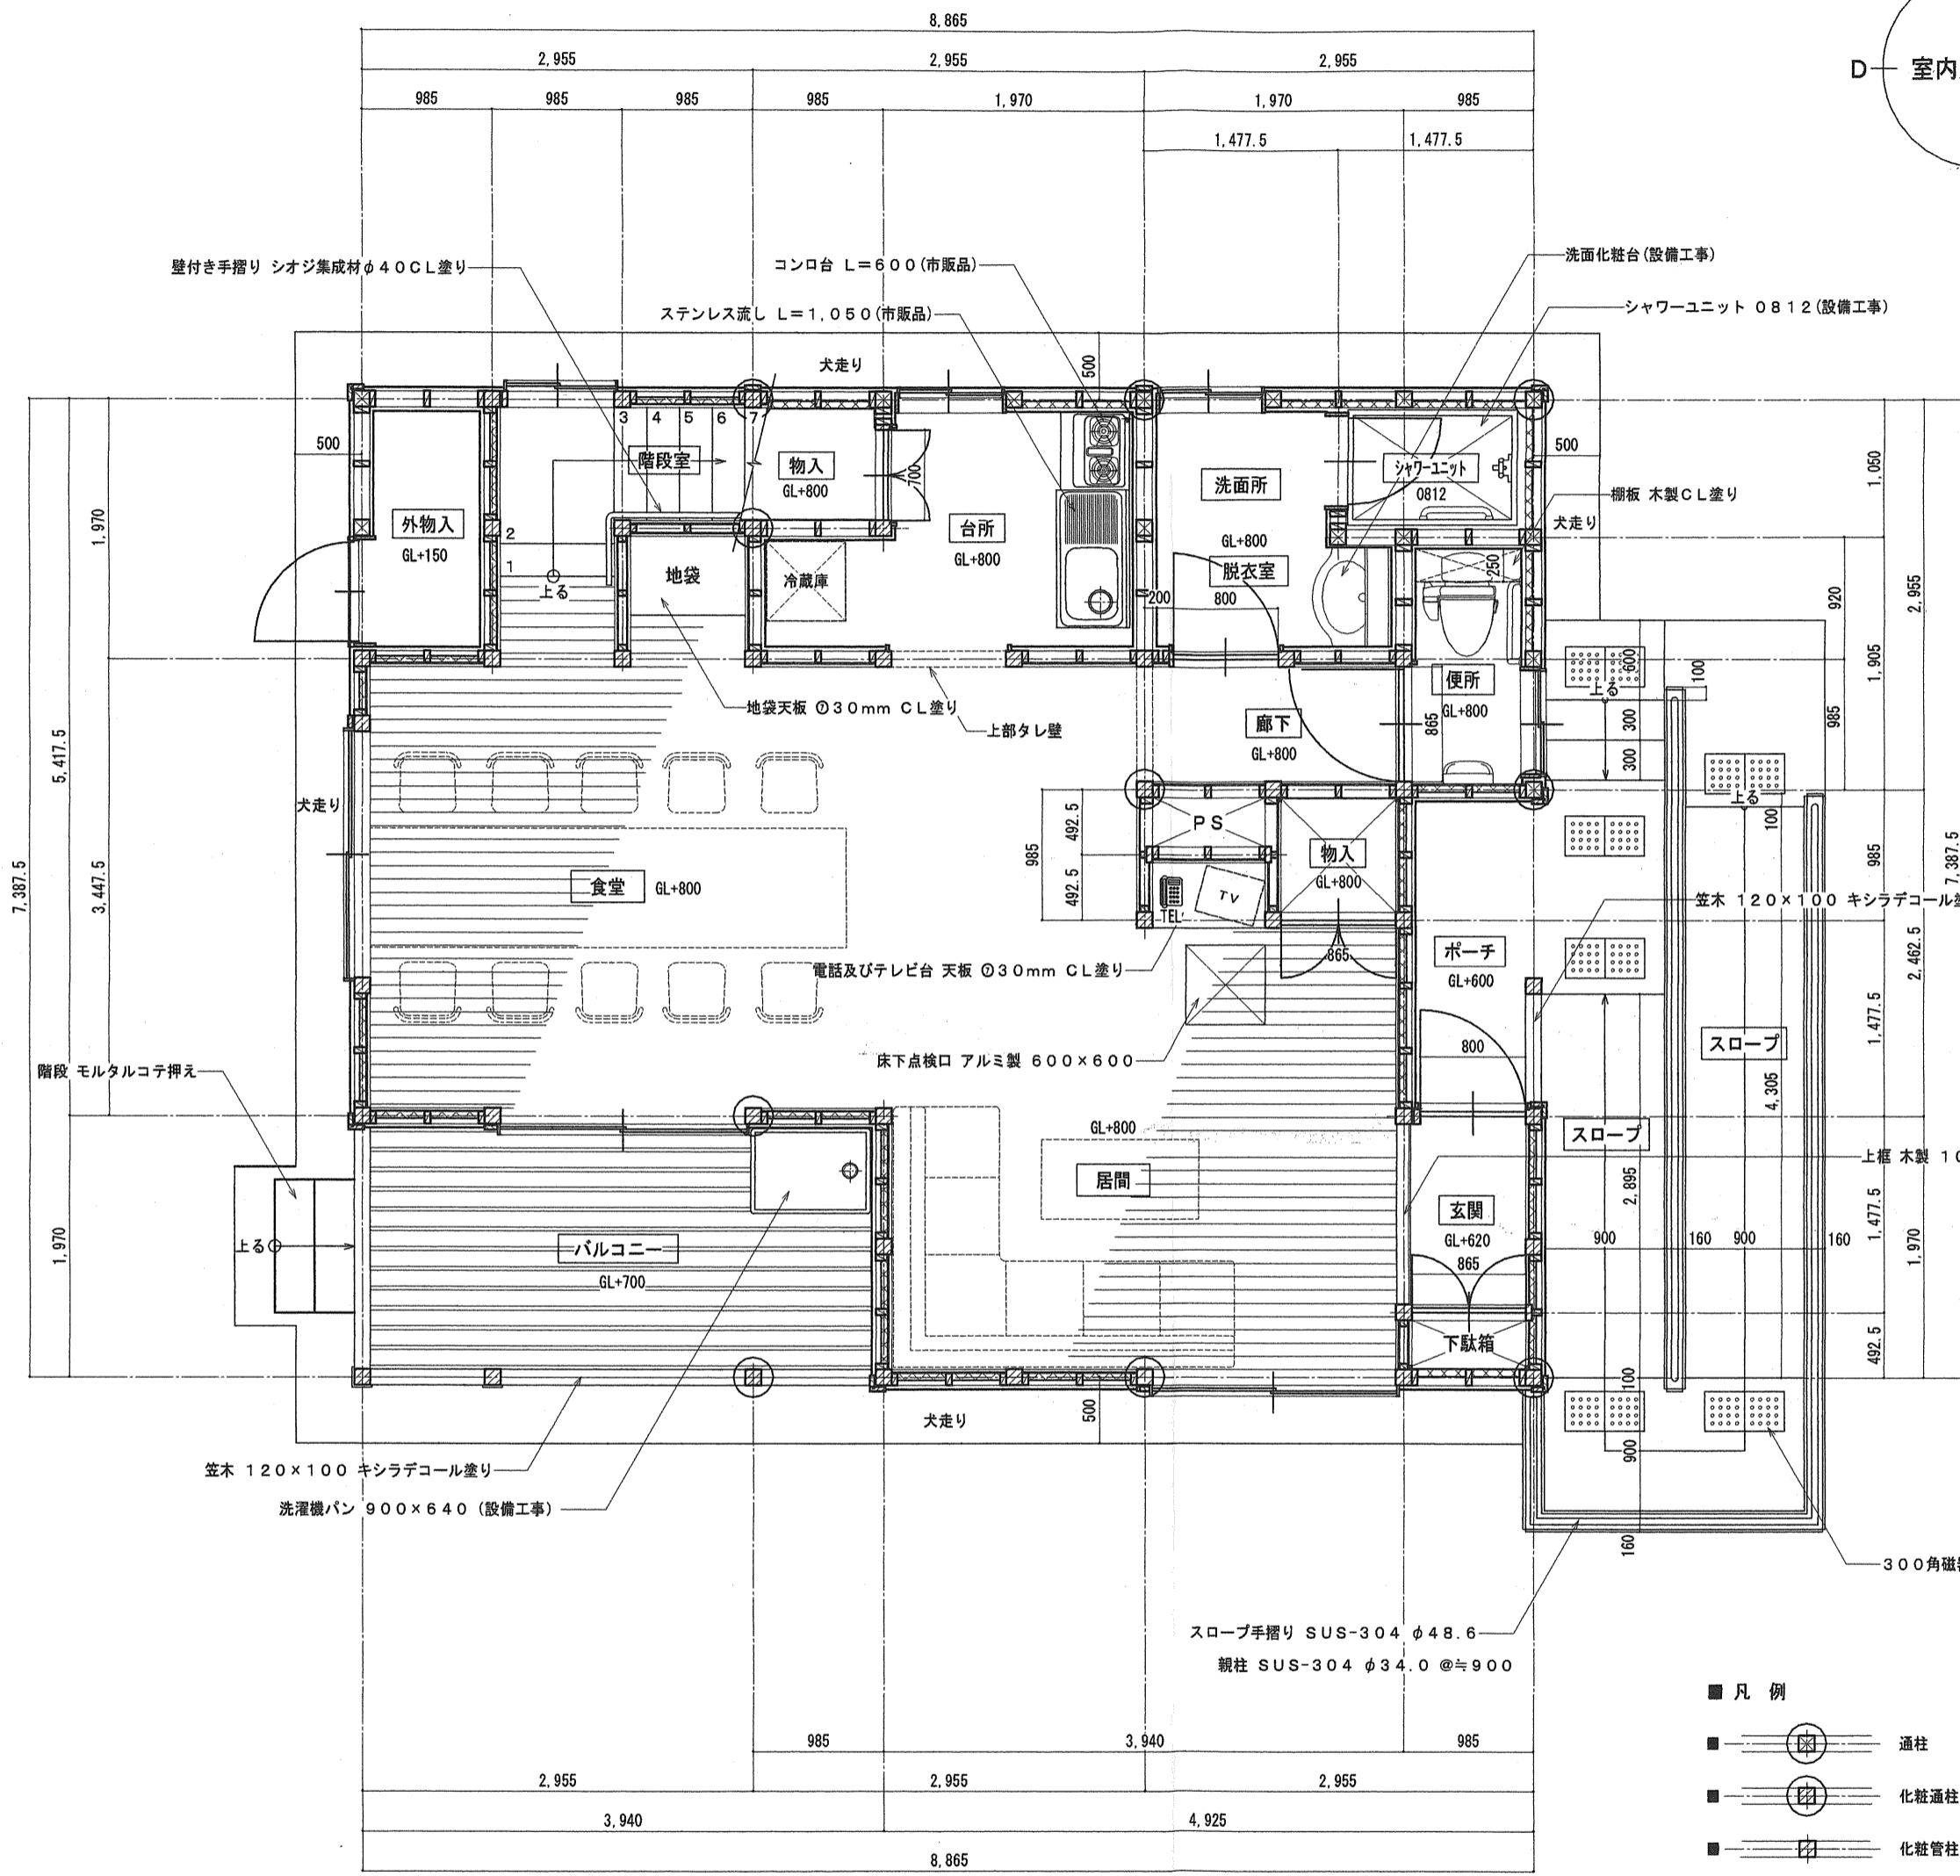 8,865
2,955
2,955
2,955
985
985
985
985
1,970
1,970
985
1,477.5
1,477.5
D
室内
壁付き手摺り シオジ集成材φ40CL塗り
コンロ台 L=600(市販品)
ステンレス流し L=1,050(市販品)
洗面化粧台(設備工事)
シャワーユニット 0812(設備工事)
犬走り
500
500
500
3
4
5
6
7
階段室
物入
GL+800
700
外物入
GL+150
2
1
上る
地袋
冷蔵庫
台所
GL+800
洗面所
GL+800
脱衣室
200
800
シャワーユニット
0812
棚板 木製CL塗り
犬走り
250
便所
GL+800
865
廊下
GL+800
地袋天板 ⑦30mm CL塗り
上部タレ壁
600
上る
300
300
100
985
上る
100
1,050
920
1,905
2,955
985
7,387.5
2,462.5
1,477.5
1,477.5
1,970
492.5
1,970
5,417.5
7,387.5
3,447.5
1,970
犬走り
食堂
GL+800
985
492.5
492.5
PS
TEL
TV
物入
GL+800
865
電話及びテレビ台 天板 ⑦30mm CL塗り
床下点検口 アルミ製 600×600
ポーチ
GL+600
800
笠木 120×100 キシラデコール塗
スロープ
4,305
スロープ
2,895
上框 木製 10
階段 モルタルコテ押え
上る
バルコニー
GL+700
GL+800
居間
玄関
GL+620
865
下駄箱
900
160
900
160
100
900
160
犬走り
500
笠木 120×100 キシラデコール塗り
洗濯機パン 900×640 (設備工事)
300角磁
スロープ手摺り SUS-304 φ48.6
親柱 SUS-304 φ34.0 @≒900
■ 凡 例
■ 通柱
■ 化粧通柱
■ 化粧管柱
985
3,940
985
2,955
2,955
2,955
3,940
4,925
8,865